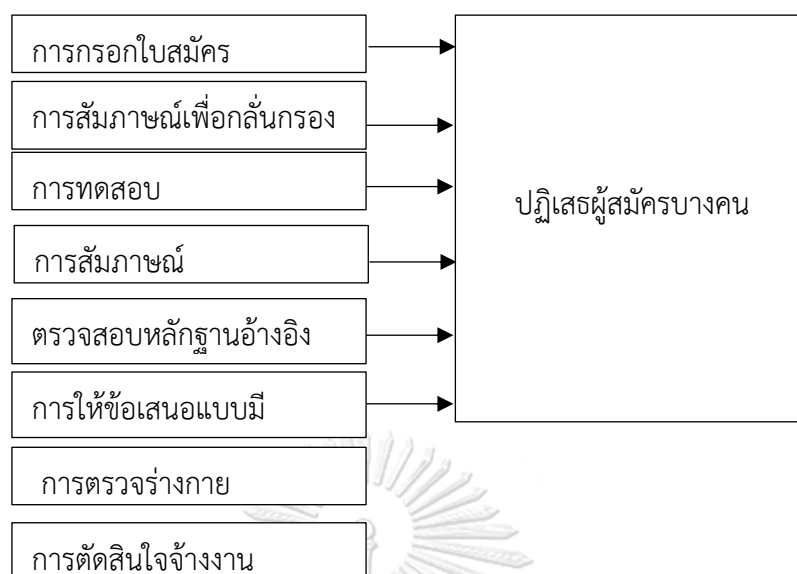 การกรอกใบสมัคร
การสัมภาษณ์เพื่อกลั่นกรอง
การทดสอบ
การสัมภาษณ์
ตรวจสอบหลักฐานอ้างอิง
การให้ข้อเสนอแบบมี
การตรวจร่างกาย
การตัดสินใจจ้างงาน
ปฏิเสธผู้สมัครบางคน